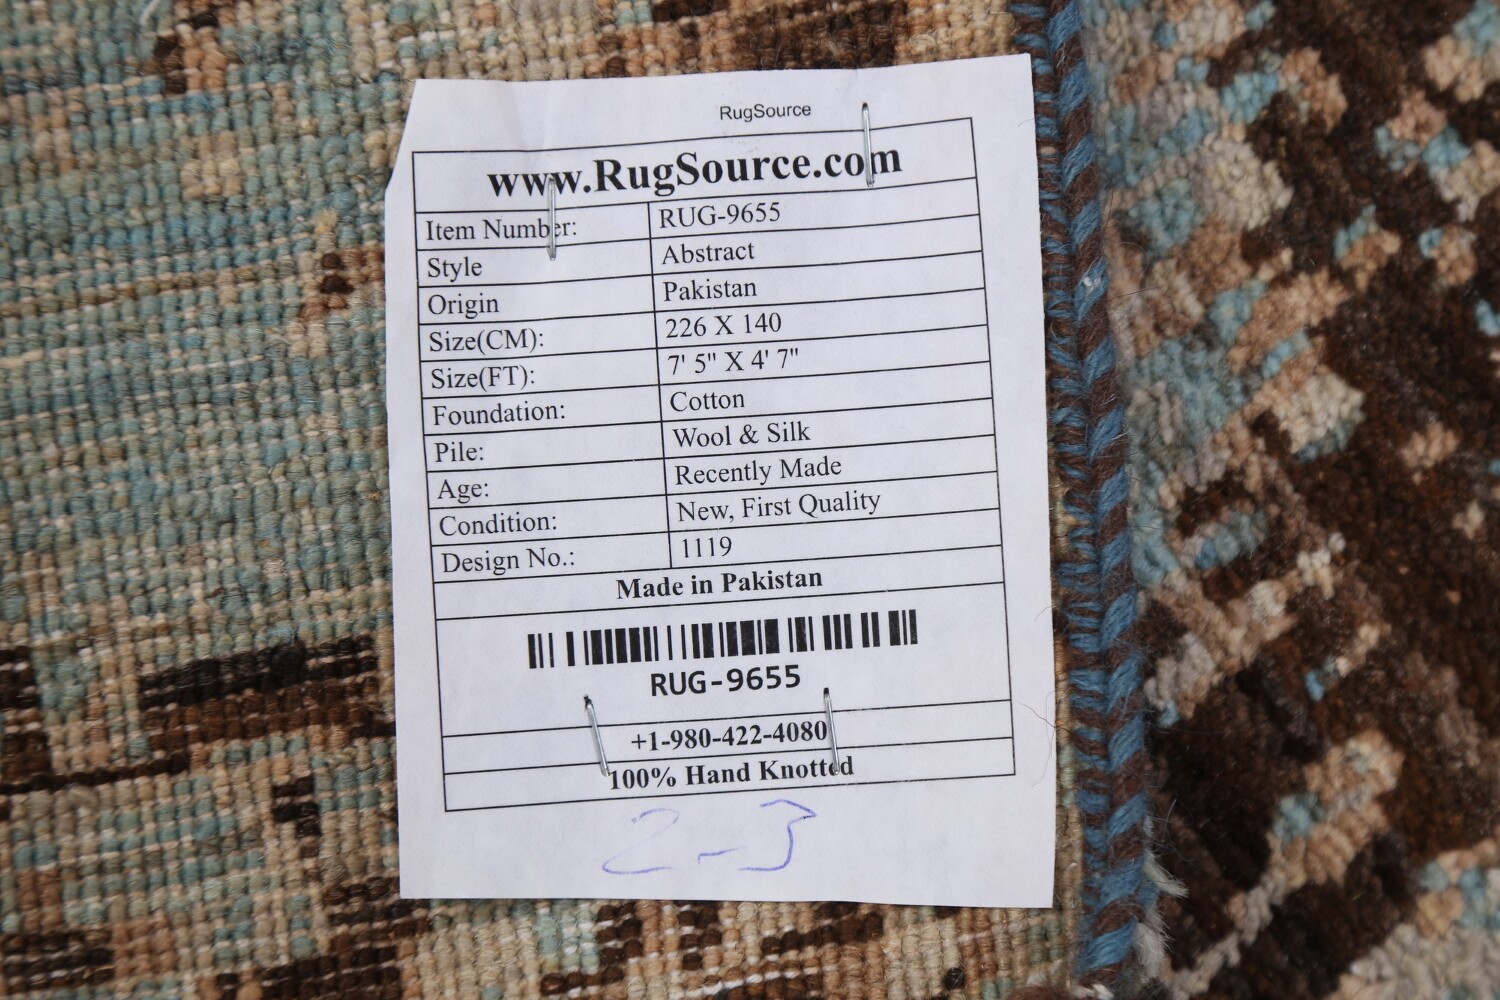 RugSource
www.RugSource.com
Item Number: RUG-9655
Style Abstract
Origin Pakistan
Size(CM): 226 X 140
Size(FT): 7' 5" X 4' 7"
Foundation: Cotton
Pile: Wool & Silk
Age: Recently Made
Condition: New, First Quality
Design No.: 1119
Made in Pakistan
RUG-9655
+1-980-422-4080
100% Hand Knotted
2-3